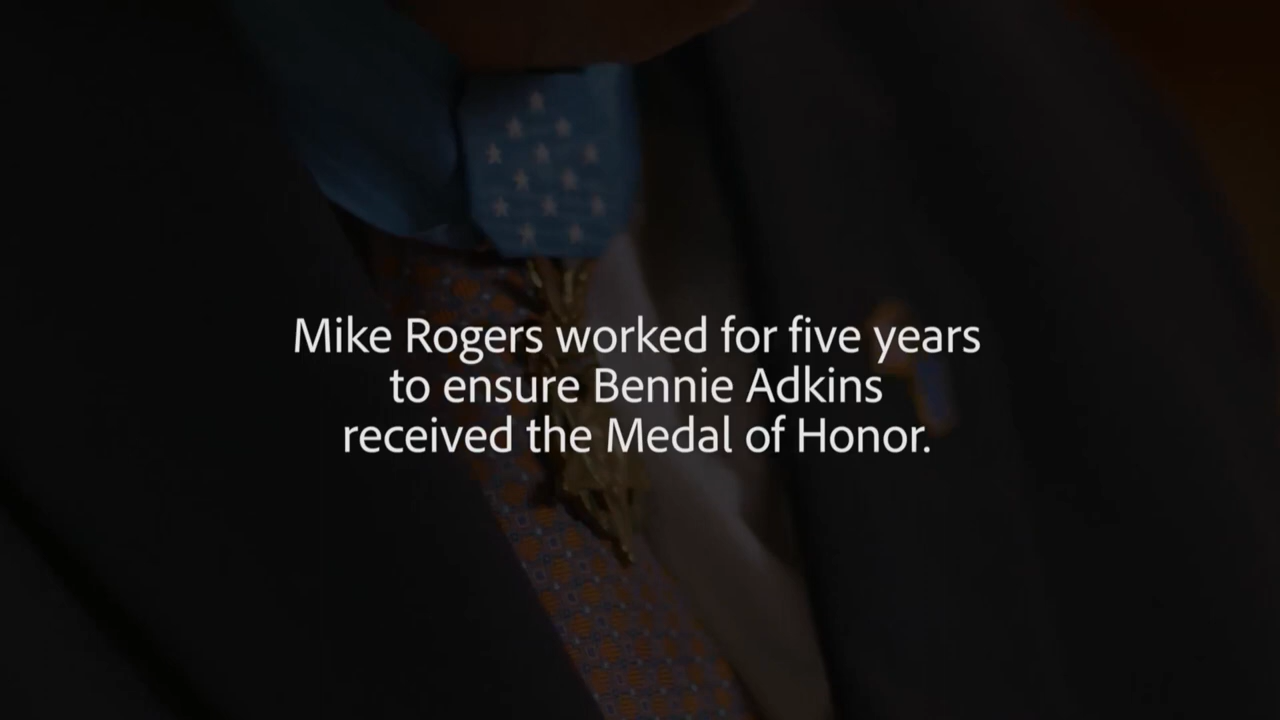 Mike Rogers worked for five years
to ensure Bennie Adkins
received the Medal of Honor.